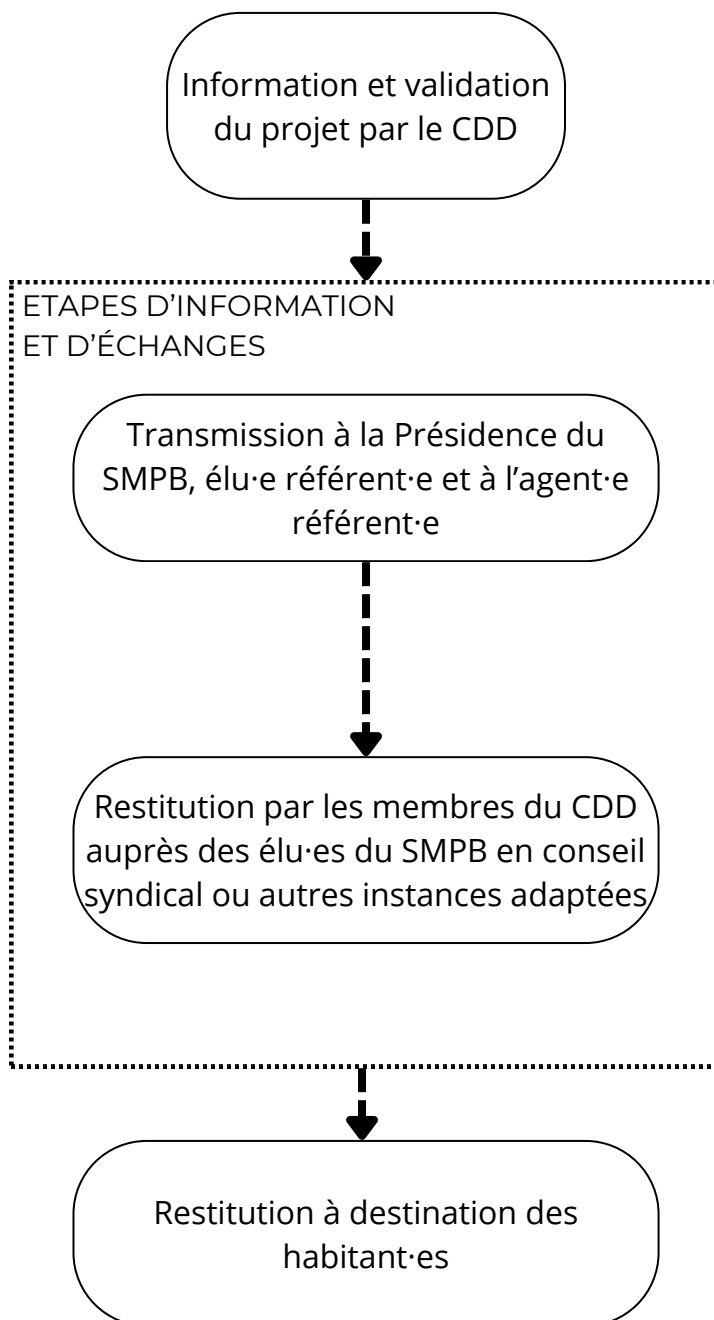 Information et validation
du projet par le CDD
ETAPES D'INFORMATION
ET D'ÉCHANGES
Transmission à la Présidence du
SMPB, élu·e référent·e et à l'agent·e
référent·e
Restitution par les membres du CDD
auprès des élu·es du SMPB en conseil
syndical ou autres instances adaptées
Restitution à destination des
habitant·es